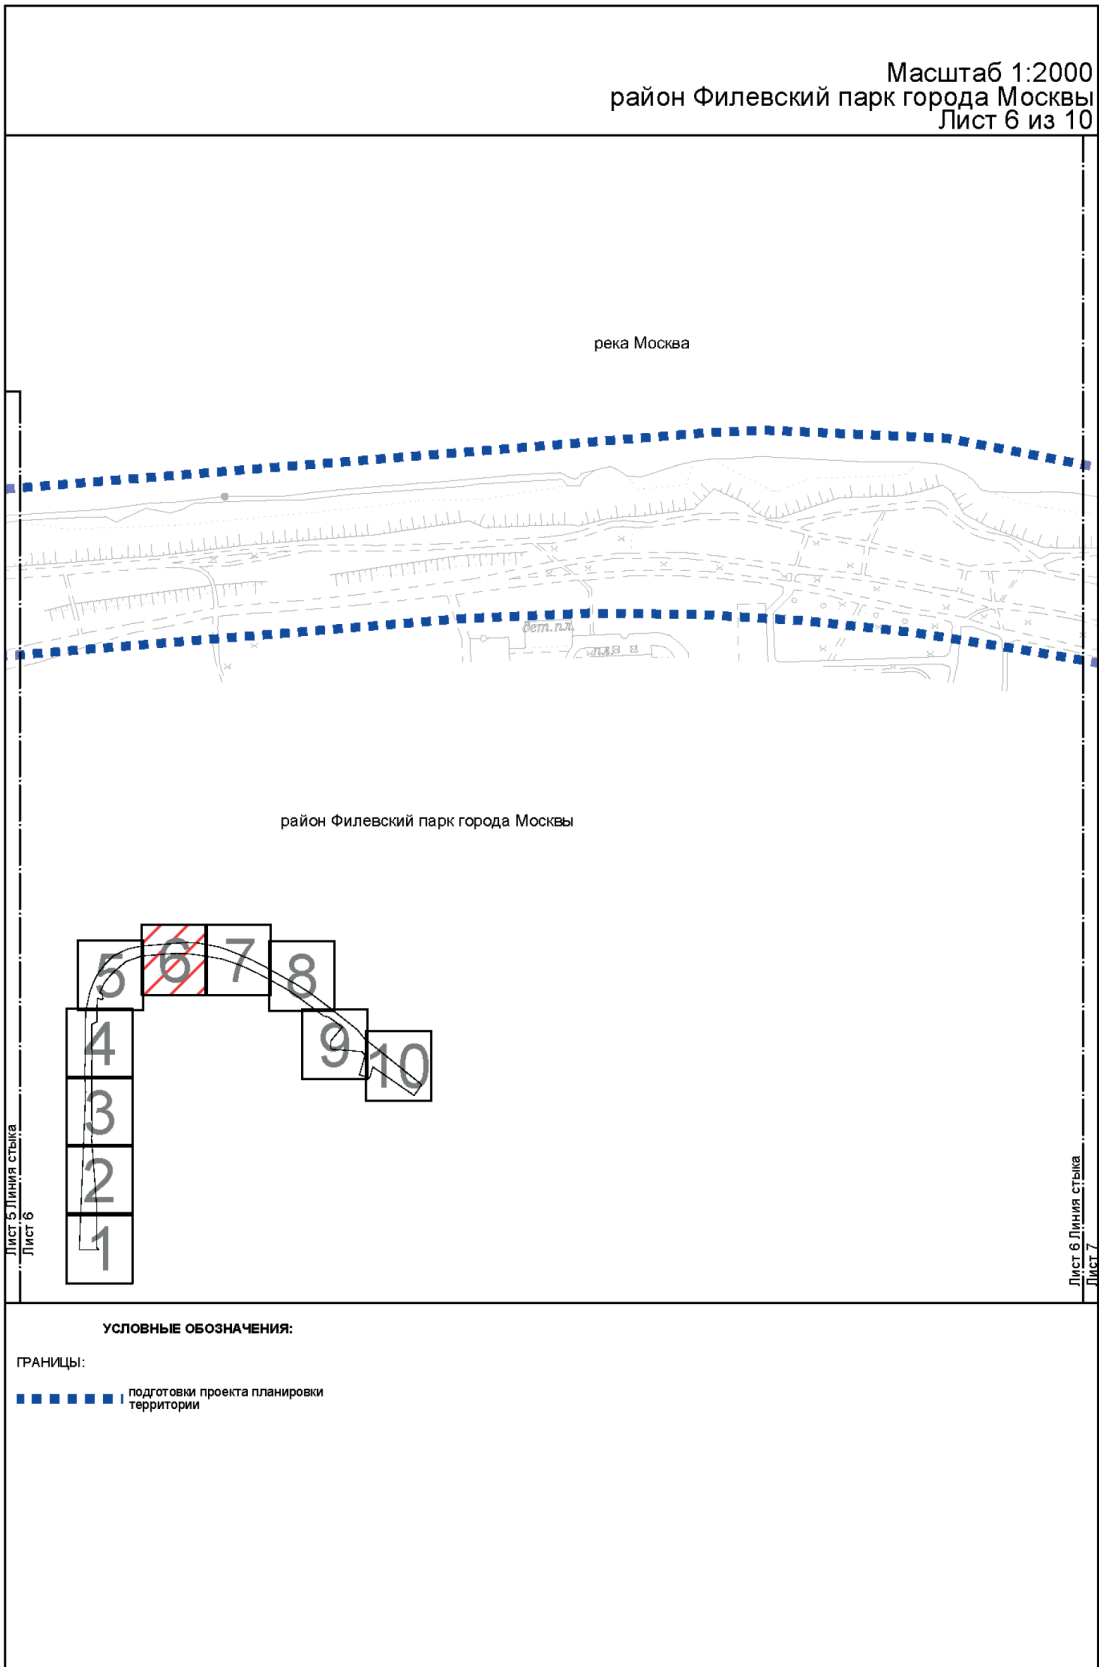 Масштаб 1:2000
район Филевский парк города Москвы
Лист 6 из 10
река Москва
дет.пл.
пл.
район Филевский парк города Москвы
5
6
7
8
4
9
10
3
2
1
Лист 5 Линия стыка
Лист 6
Лист 6 Линия стыка
Лист 7
УСЛОВНЫЕ ОБОЗНАЧЕНИЯ:
ГРАНИЦЫ:
подготовки проекта планировки
территории